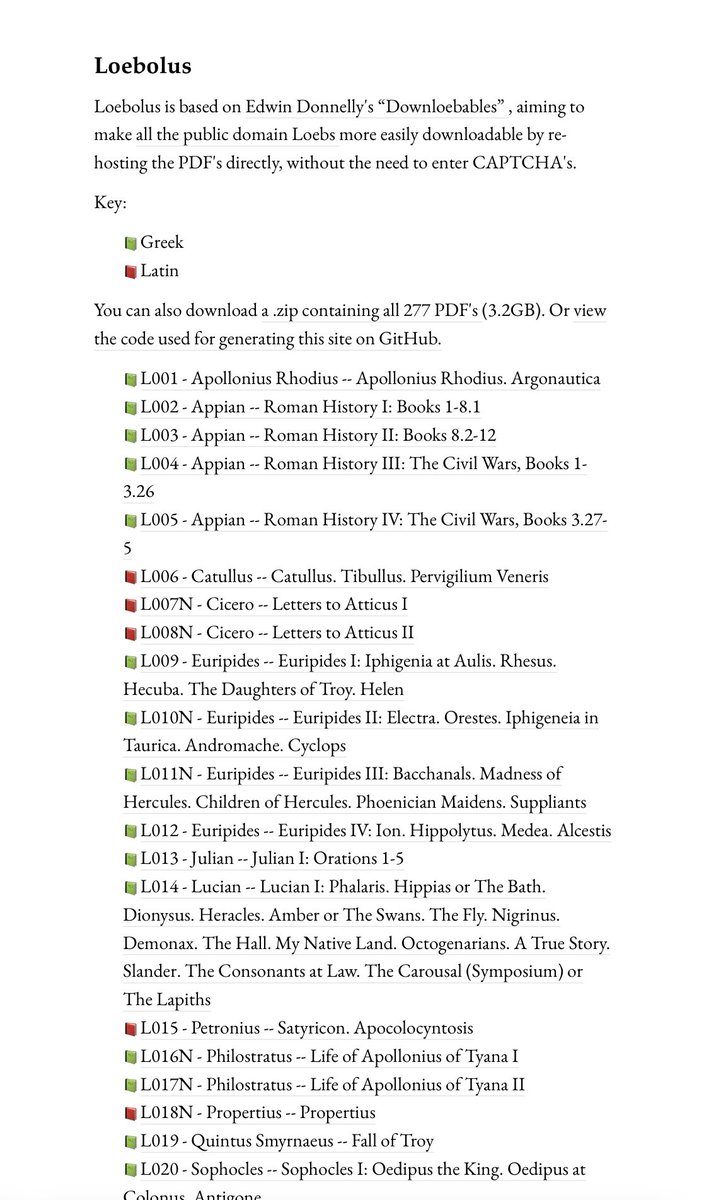 Loebolus
Loebolus is based on Edwin Donnelly's “Downloebables” , aiming to
make all the public domain Loebs more easily downloadable by re-
hosting the PDF's directly, without the need to enter CAPTCHA's.
Key:
Greek
Latin
You can also download a .zip containing all 277 PDF's (3.2GB). Or view
the code used for generating this site on GitHub.
L001 - Apollonius Rhodius -- Apollonius Rhodius. Argonautica
L002 - Appian -- Roman History I: Books 1-8.1
L003 - Appian -- Roman History II: Books 8.2-12
L004 - Appian -- Roman History III: The Civil Wars, Books 1-
3.26
L005 - Appian -- Roman History IV: The Civil Wars, Books 3.27-
5
L006 - Catullus -- Catullus. Tibullus. Pervigilium Veneris
L007N - Cicero -- Letters to Atticus I
L008N - Cicero -- Letters to Atticus II
L009 - Euripides -- Euripides I: Iphigenia at Aulis. Rhesus.
Hecuba. The Daughters of Troy. Helen
L010N - Euripides -- Euripides II: Electra. Orestes. Iphigeneia in
Taurica. Andromache. Cyclops
L011N - Euripides -- Euripides III: Bacchanals. Madness of
Hercules. Children of Hercules. Phoenician Maidens. Suppliants
L012 - Euripides -- Euripides IV: Ion. Hippolytus. Medea. Alcestis
L013 - Julian -- Julian I: Orations 1-5
L014 - Lucian -- Lucian I: Phalaris. Hippias or The Bath.
Dionysus. Heracles. Amber or The Swans. The Fly. Nigrinus.
Demonax. The Hall. My Native Land. Octogenarians. A True Story.
Slander. The Consonants at Law. The Carousal (Symposium) or
The Lapiths
L015 - Petronius -- Satyricon. Apocolocyntosis
L016N - Philostratus -- Life of Apollonius of Tyana I
L017N - Philostratus -- Life of Apollonius of Tyana II
L018N - Propertius -- Propertius
L019 - Quintus Smyrnaeus -- Fall of Troy
L020 - Sophocles -- Sophocles I: Oedipus the King. Oedipus at
Colonus. Antigone